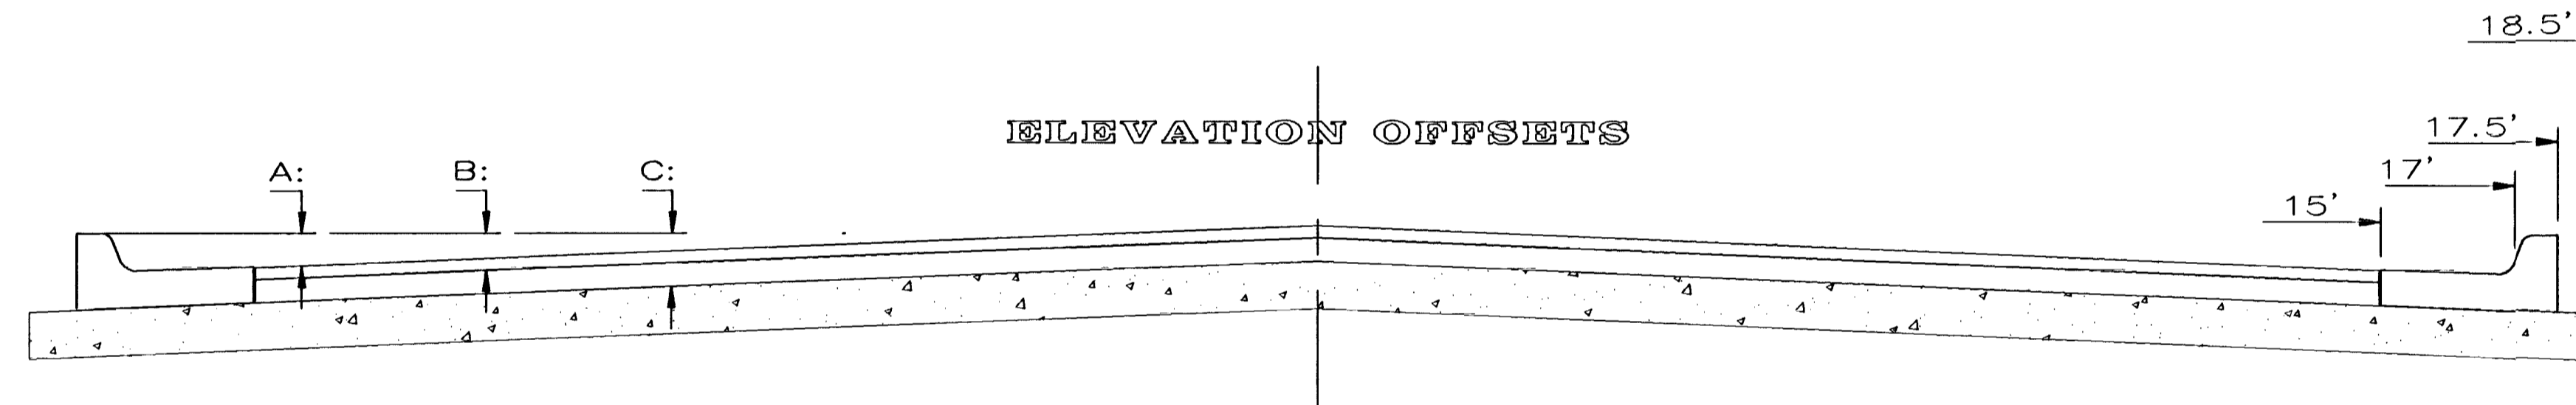 18.5'
ELEVATION OFFSETS
17.5'
A: B: C:
17'
15'